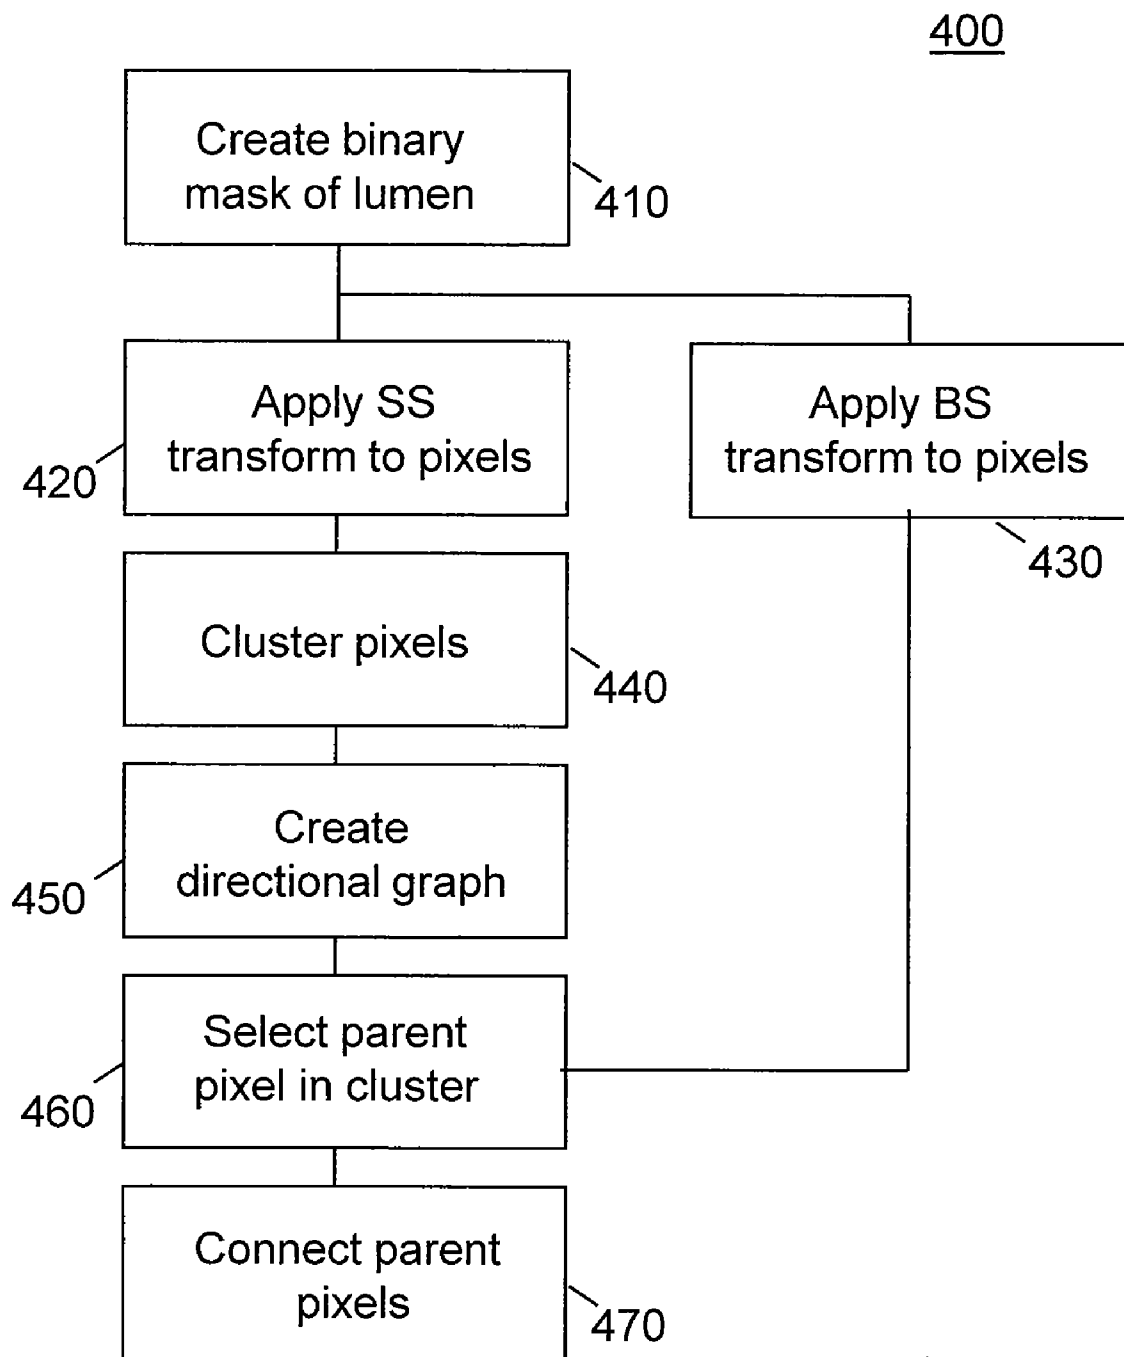 400
Create binary
mask of lumen
410
Apply SS
transform to pixels
420
Apply BS
transform to pixels
430
Cluster pixels
440
Create
directional graph
450
Select parent
pixel in cluster
460
Connect parent
pixels
470